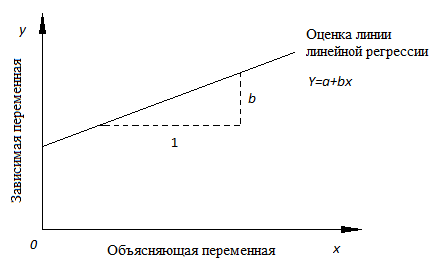 y
Оценка линии
линейной регрессии
Y=a+bx
Зависимая переменная
b
1
0
Объясняющая переменная
x